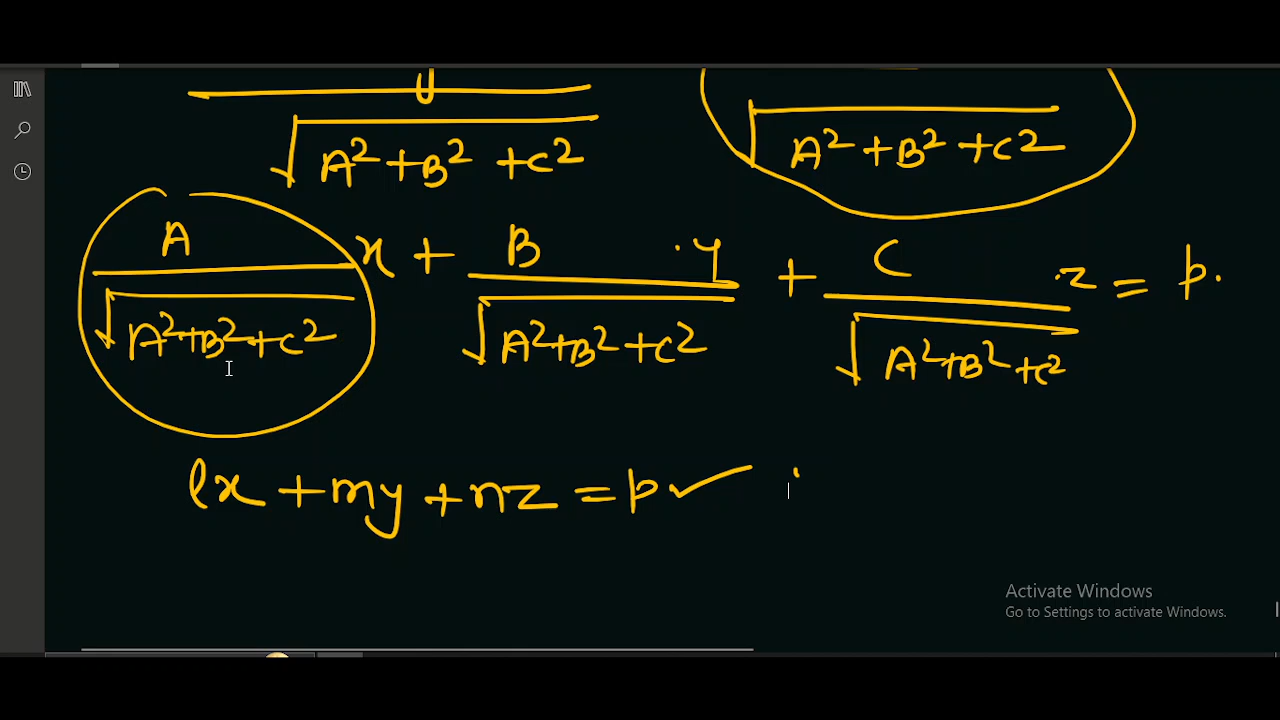 √A²+B²+C² √A²+B²+C²
A/√A²+B²+C² x + B/√A²+B²+C² .y + C/√A²+B²+C² .z = p.
lx + my + nz = p ✓ i
Activate Windows
Go to Settings to activate Windows.